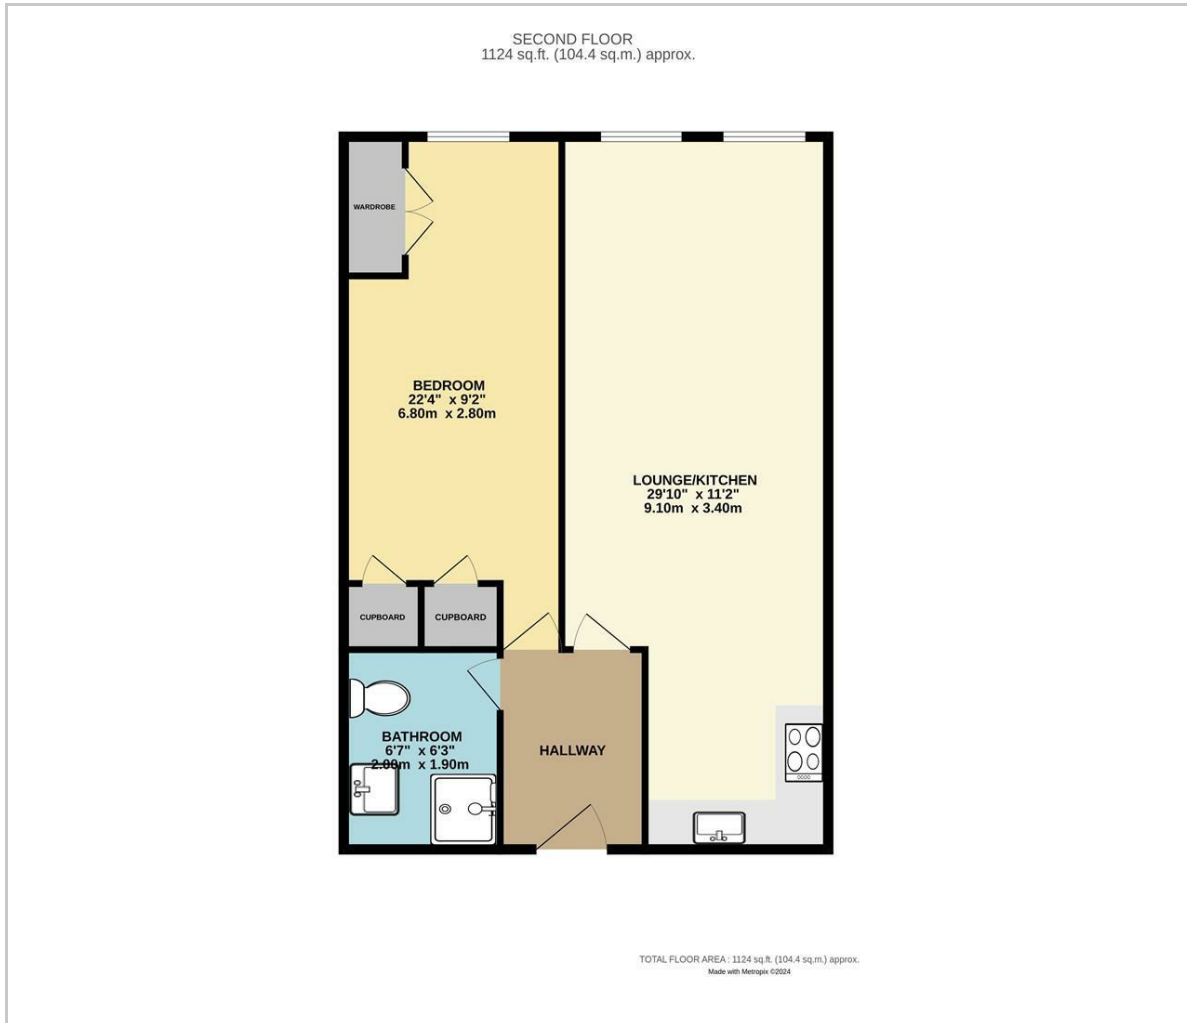 SECOND FLOOR
1124 sq.ft. (104.4 sq.m.) approx.
WARDROBE
BEDROOM
22'4" x 9'2"
6.80m x 2.80m
LOUNGE/KITCHEN
29'10" x 11'2"
9.10m x 3.40m
CUPBOARD
CUPBOARD
BATHROOM
6'7" x 6'3"
2.00m x 1.90m
HALLWAY
TOTAL FLOOR AREA : 1124 sq.ft. (104.4 sq.m.) approx.
Made with Metropix ©2024